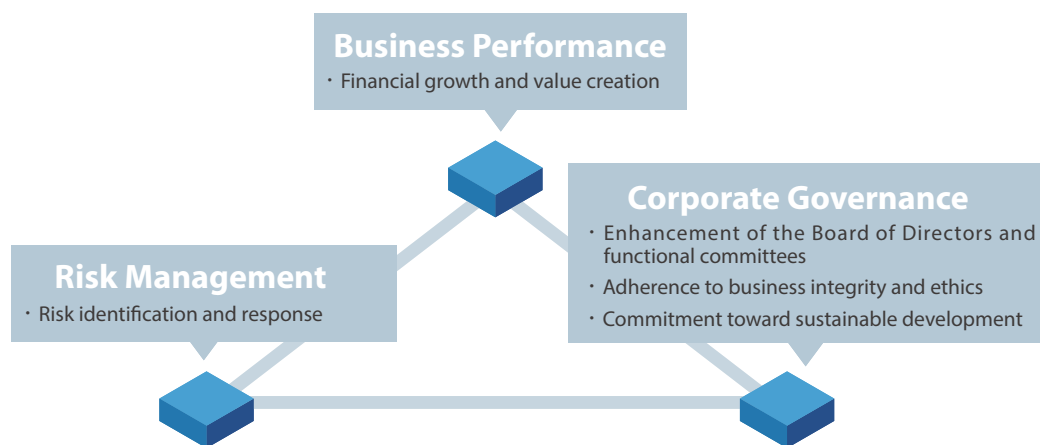 Business Performance
· Financial growth and value creation
Corporate Governance
· Enhancement of the Board of Directors and
functional committees
· Adherence to business integrity and ethics
· Commitment toward sustainable development
Risk Management
· Risk identification and response